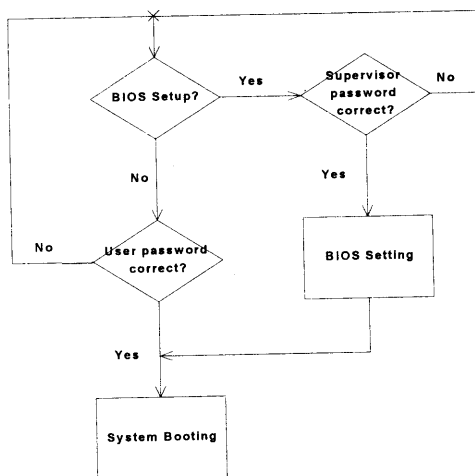 BIOS Setup?
Yes
Supervisor
password
correct?
No
No
Yes
No
User password
correct?
BIOS Setting
Yes
System Booting